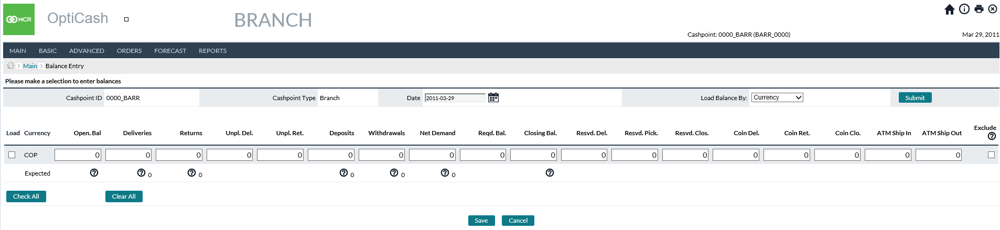 NCR OptiCash BRANCH
Cashpoint: 0000_BARR (BARR_0000) Mar 29, 2011
MAIN BASIC ADVANCED ORDERS FORECAST REPORTS
Main Balance Entry
Please make a selection to enter balances
Cashpoint ID 0000_BARR Cashpoint Type Branch Date 2011-03-29 Load Balance By: Currency Submit
Load Currency Open. Bal Deliveries Returns Unpl. Del. Unpl. Ret. Deposits Withdrawals Net Demand Reqd. Bal. Closing Bal. Resvd. Del. Resvd. Pick. Resvd. Clos. Coin Del. Coin Ret. Coin Clo. ATM Ship In ATM Ship Out Exclude
COP 0 0 0 0 0 0 0 0 0 0 0 0 0 0 0 0 0 0
Expected 0 0 0 0 0
Check All Clear All
Save Cancel